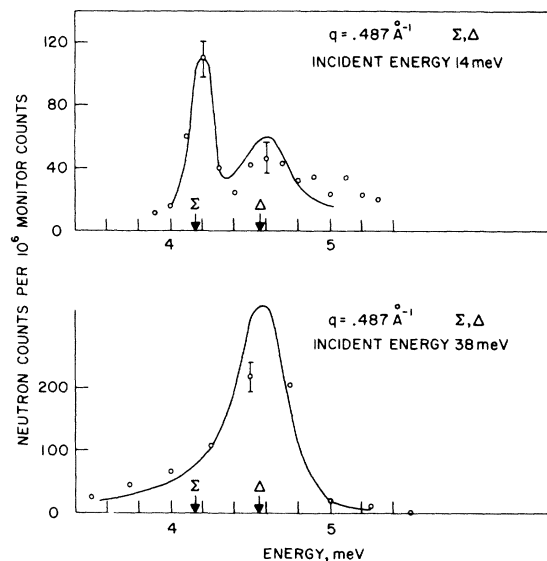 NEUTRON COUNTS PER 10⁶ MONITOR COUNTS
q = .487 Å⁻¹ Σ,Δ
INCIDENT ENERGY 14 meV
120
80
40
0
Σ Δ
4 5
q = .487 Å⁻¹ Σ,Δ
INCIDENT ENERGY 38 meV
200
100
0
Σ Δ
4 5
ENERGY, meV